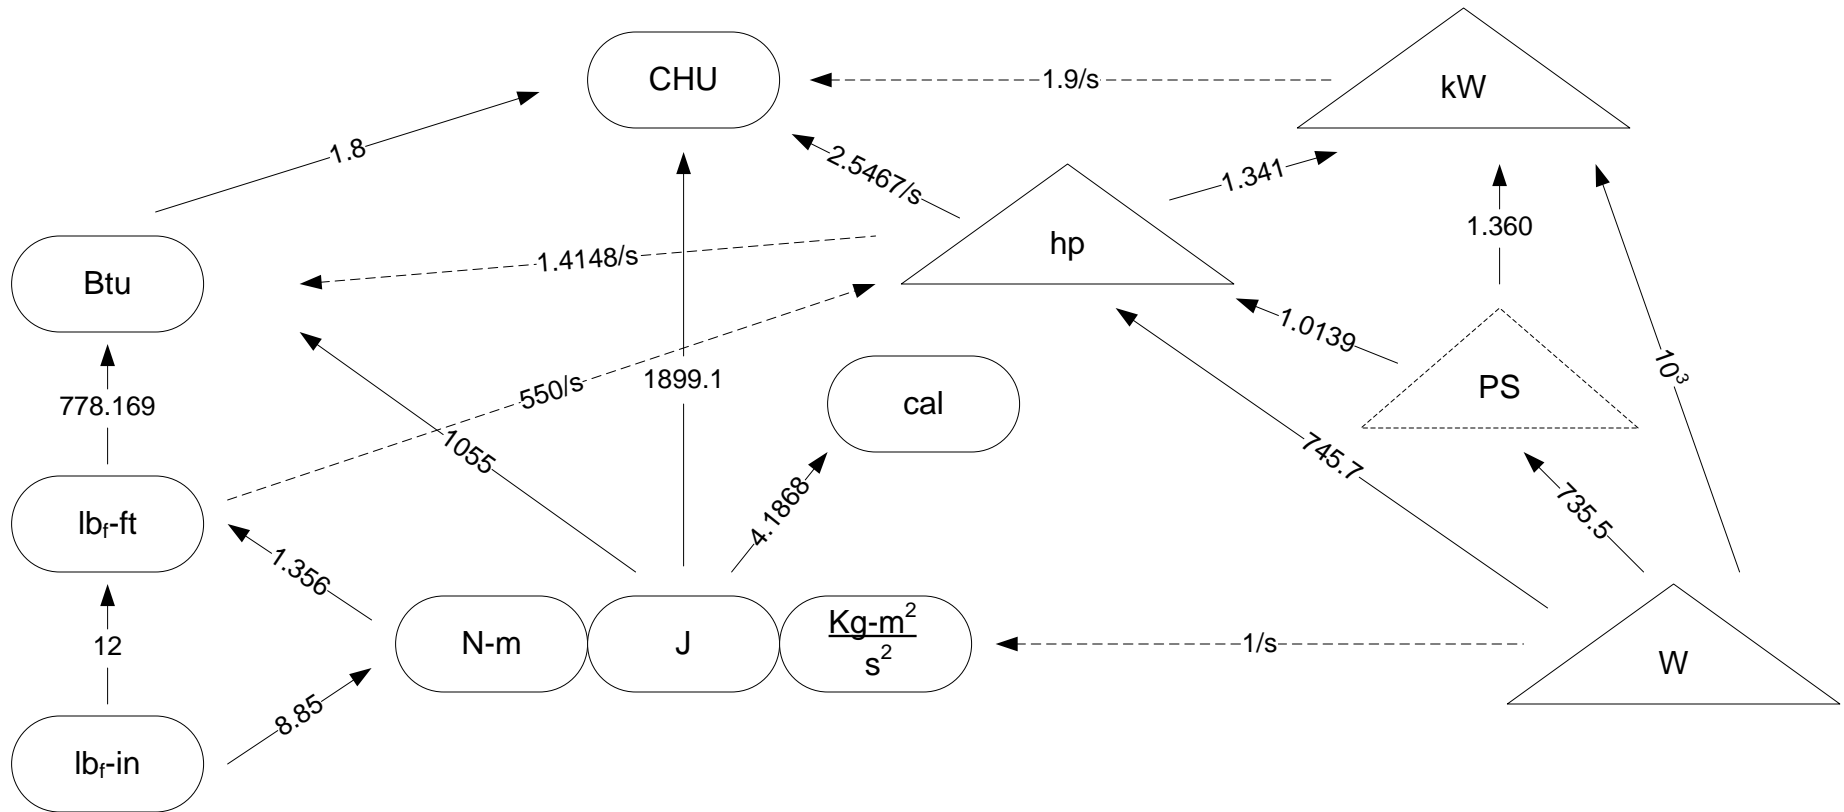 CHU
1.9/s
kW
1.8
2.5467/s
1.341
1.360
hp
1.4148/s
Btu
1.0139
10³
550/s
1899.1
cal
PS
778.169
1055
745.7
4.1868
735.5
lbf-ft
1.356
12
N-m
J
Kg-m²
s²
1/s
W
8.85
lbf-in